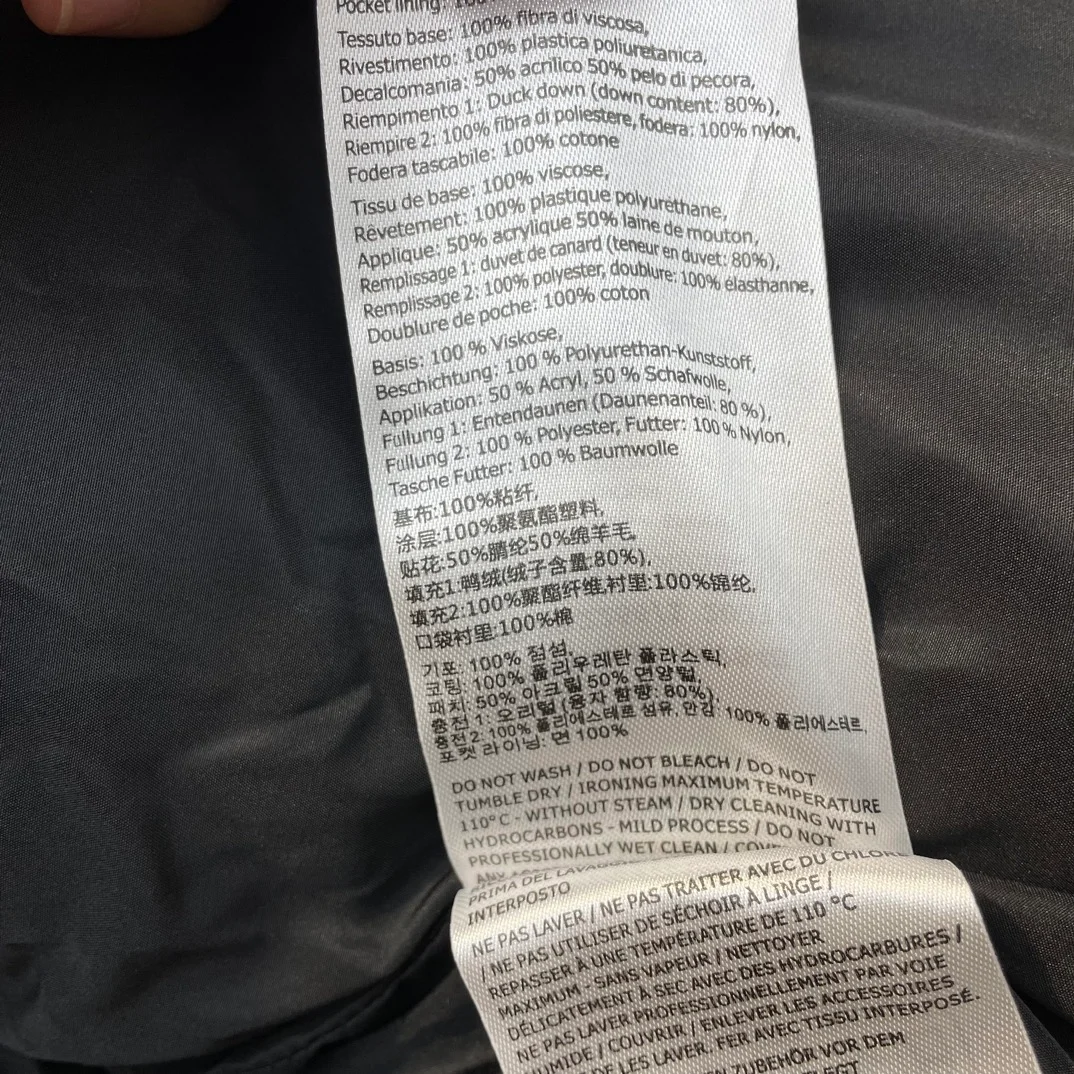 Pocket lining: 100
Tessuto base: 100% fibra di viscosa,
Rivestimento: 100% plastica poliuretanica,
Decalcomania: 50% acrilico 50% pelo di pecora,
Riempimento 1: Duck down (down content: 80%),
Riempire 2: 100% fibra di poliestere, fodera: 100% nylon,
Fodera tascabile: 100% cotone
Tissu de base: 100% viscose,
Rêvetement: 100% plastique polyurethane,
Applique: 50% acrylique 50% laine de mouton,
Remplissage 1: duvet de canard (teneur en duvet: 80%),
Remplissage 2: 100% polyester, doublure: 100% élasthanne,
Doublure de poche: 100% coton
Basis: 100 % Viskose,
Beschichtung: 100 % Polyurethan-Kunststoff,
Applikation: 50 % Acryl, 50 % Schafwolle,
Füllung 1: Entendaunen (Daunenanteil: 80 %),
Füllung 2: 100 % Polyester, Futter: 100 % Nylon,
Tasche Futter: 100 % Baumwolle
基布:100%粘纤,
涂层:100%聚氨酯塑料,
贴花:50%腈纶50%绵羊毛,
填充1:鸭绒(绒子含量:80%),
填充2:100%聚酯纤维,衬里:100%锦纶,
口袋衬里:100%棉
기포: 100% 점섬,
코팅: 100% 폴리우레탄 플라스틱,
패치: 50% 아크릴 50% 면양털,
충전 1: 오리털 (융자 함량: 80%),
충전 2: 100% 폴리에스테르 섬유, 안감 100% 폴리에스테르,
포켓 라이닝: 면 100%
DO NOT WASH / DO NOT BLEACH / DO NOT
TUMBLE DRY / IRONING MAXIMUM TEMPERATURE
110°C - WITHOUT STEAM / DRY CLEANING WITH
HYDROCARBONS - MILD PROCESS / DO NOT
PROFESSIONALLY WET CLEAN /
PRIMA DEL
INTERPOSTO
NE PAS LAVER / NE PAS TRAITER AVEC DU CHLORE
/ NE PAS UTILISER DE SÉCHOIR À LINGE /
REPASSER À UNE TEMPÉRATURE DE 110 °C
MAXIMUM - SANS VAPEUR / NETTOYER
DÉLICATEMENT À SEC AVEC DES HYDROCARBURES /
NE PAS LAVER PROFESSIONNELLEMENT PAR VOIE
HUMIDE / COUVRIR / ENLEVER LES ACCESSOIRES
DE LES LAVER. FER AVEC TISSU INTERPOSÉ.
ZUBEHÖR VOR DEM